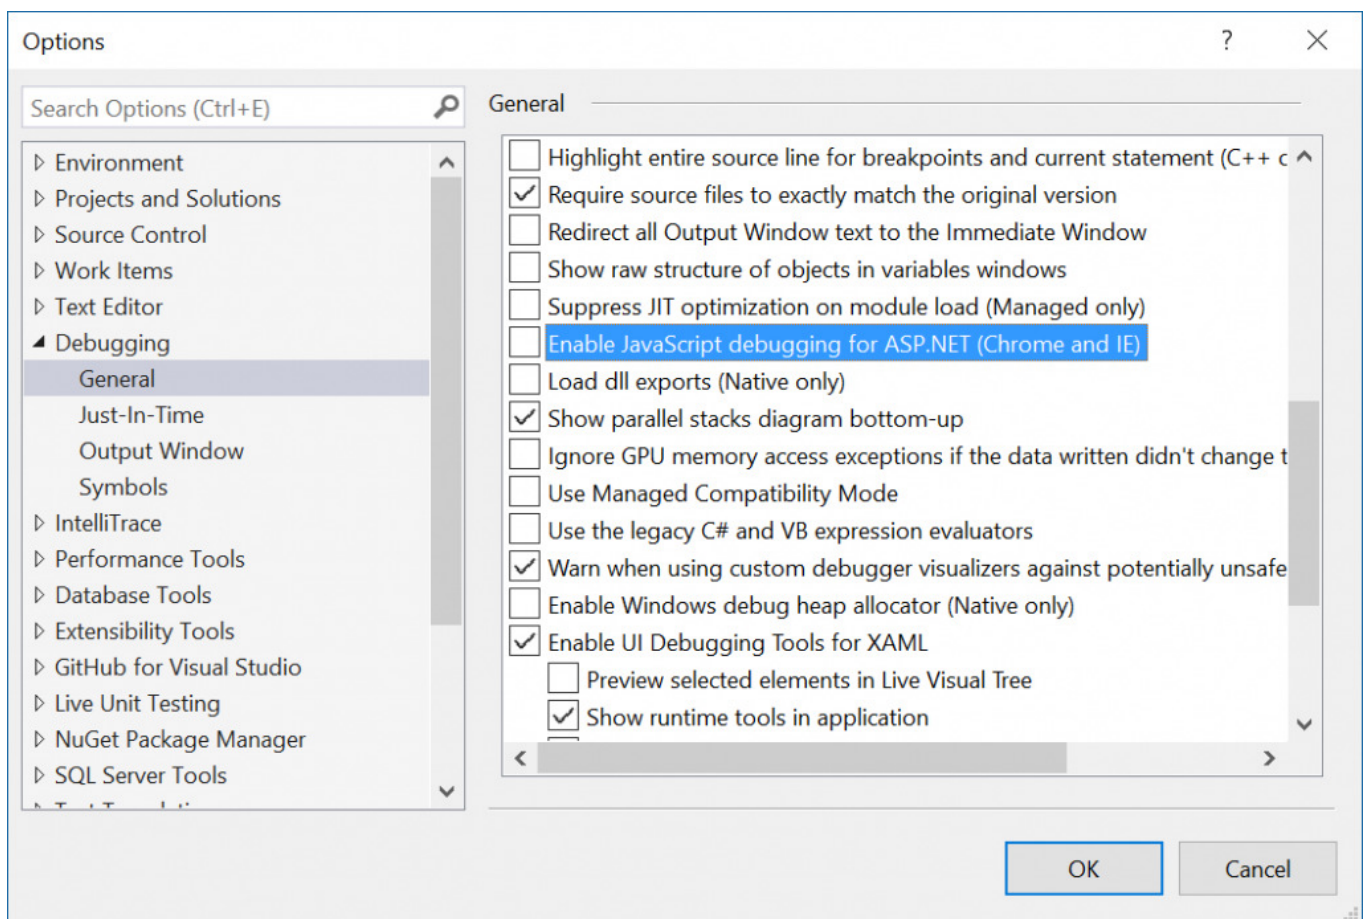 Options
?
Search Options (Ctrl+E)
Environment
Projects and Solutions
Source Control
Work Items
Text Editor
Debugging
General
Just-In-Time
Output Window
Symbols
IntelliTrace
Performance Tools
Database Tools
Extensibility Tools
GitHub for Visual Studio
Live Unit Testing
NuGet Package Manager
SQL Server Tools
General
Highlight entire source line for breakpoints and current statement (C++ c
Require source files to exactly match the original version
Redirect all Output Window text to the Immediate Window
Show raw structure of objects in variables windows
Suppress JIT optimization on module load (Managed only)
Enable JavaScript debugging for ASP.NET (Chrome and IE)
Load dll exports (Native only)
Show parallel stacks diagram bottom-up
Ignore GPU memory access exceptions if the data written didn't change t
Use Managed Compatibility Mode
Use the legacy C# and VB expression evaluators
Warn when using custom debugger visualizers against potentially unsafe
Enable Windows debug heap allocator (Native only)
Enable UI Debugging Tools for XAML
Preview selected elements in Live Visual Tree
Show runtime tools in application
OK
Cancel